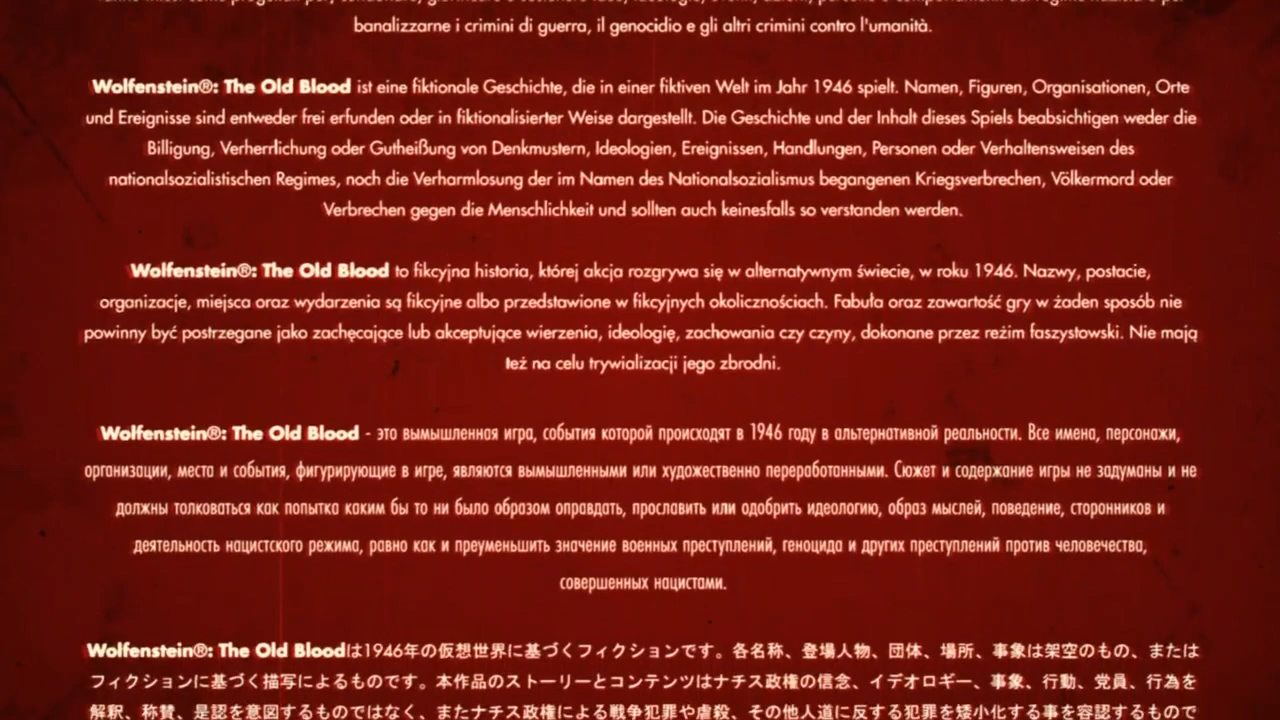 banalizzarne i crimini di guerra, il genocidio e gli altri crimini contro l'umanità.
Wolfenstein®: The Old Blood ist eine fiktionale Geschichte, die in einer fiktiven Welt im Jahr 1946 spielt. Namen, Figuren, Organisationen, Orte
und Ereignisse sind entweder frei erfunden oder in fiktionalisierter Weise dargestellt. Die Geschichte und der Inhalt dieses Spiels beabsichtigen weder die
Billigung, Verherrlichung oder Gutheißung von Denkmustern, Ideologien, Ereignissen, Handlungen, Personen oder Verhaltensweisen des
nationalsozialistischen Regimes, noch die Verharmlosung der im Namen des Nationalsozialismus begangenen Kriegsverbrechen, Völkermord oder
Verbrechen gegen die Menschlichkeit und sollten auch keinesfalls so verstanden werden.
Wolfenstein®: The Old Blood to fikcyjna historia, której akcja rozgrywa się w alternatywnym świecie, w roku 1946. Nazwy, postacie,
organizacje, miejsca oraz wydarzenia są fikcyjne albo przedstawione w fikcyjnych okolicznościach. Fabuła oraz zawartość gry w żaden sposób nie
powinny być postrzegane jako zachęcające lub akceptujące wierzenia, ideologię, zachowania czy czyny, dokonane przez reżim faszystowski. Nie mają
też na celu trywializacji jego zbrodni.
Wolfenstein®: The Old Blood - это вымышленная игра, события которой происходят в 1946 году в альтернативной реальности. Все имена, персонажи,
организации, места и события, фигурирующие в игре, являются вымышленными или художественно переработанными. Сюжет и содержание игры не задуманы и не
должны толковаться как попытка каким бы то ни было образом оправдать, прославить или одобрить идеологию, образ мыслей, поведение, сторонников и
деятельность нацистского режима, равно как и преуменьшить значение военных преступлений, геноцида и других преступлений против человечества,
совершенных нацистами.
Wolfenstein®: The Old Bloodは1946年の仮想世界に基づくフィクションです。各名称、登場人物、団体、場所、事象は架空のもの、または
フィクションに基づく描写によるものです。本作品のストーリーとコンテンツはナチス政権の信念、イデオロギー、事象、行動、党員、行為を
解釈、称賛、是認を意図するものではなく、またナチス政権による戦争犯罪や虐殺、その他人道に反する犯罪を矮小化する事を容認するもので